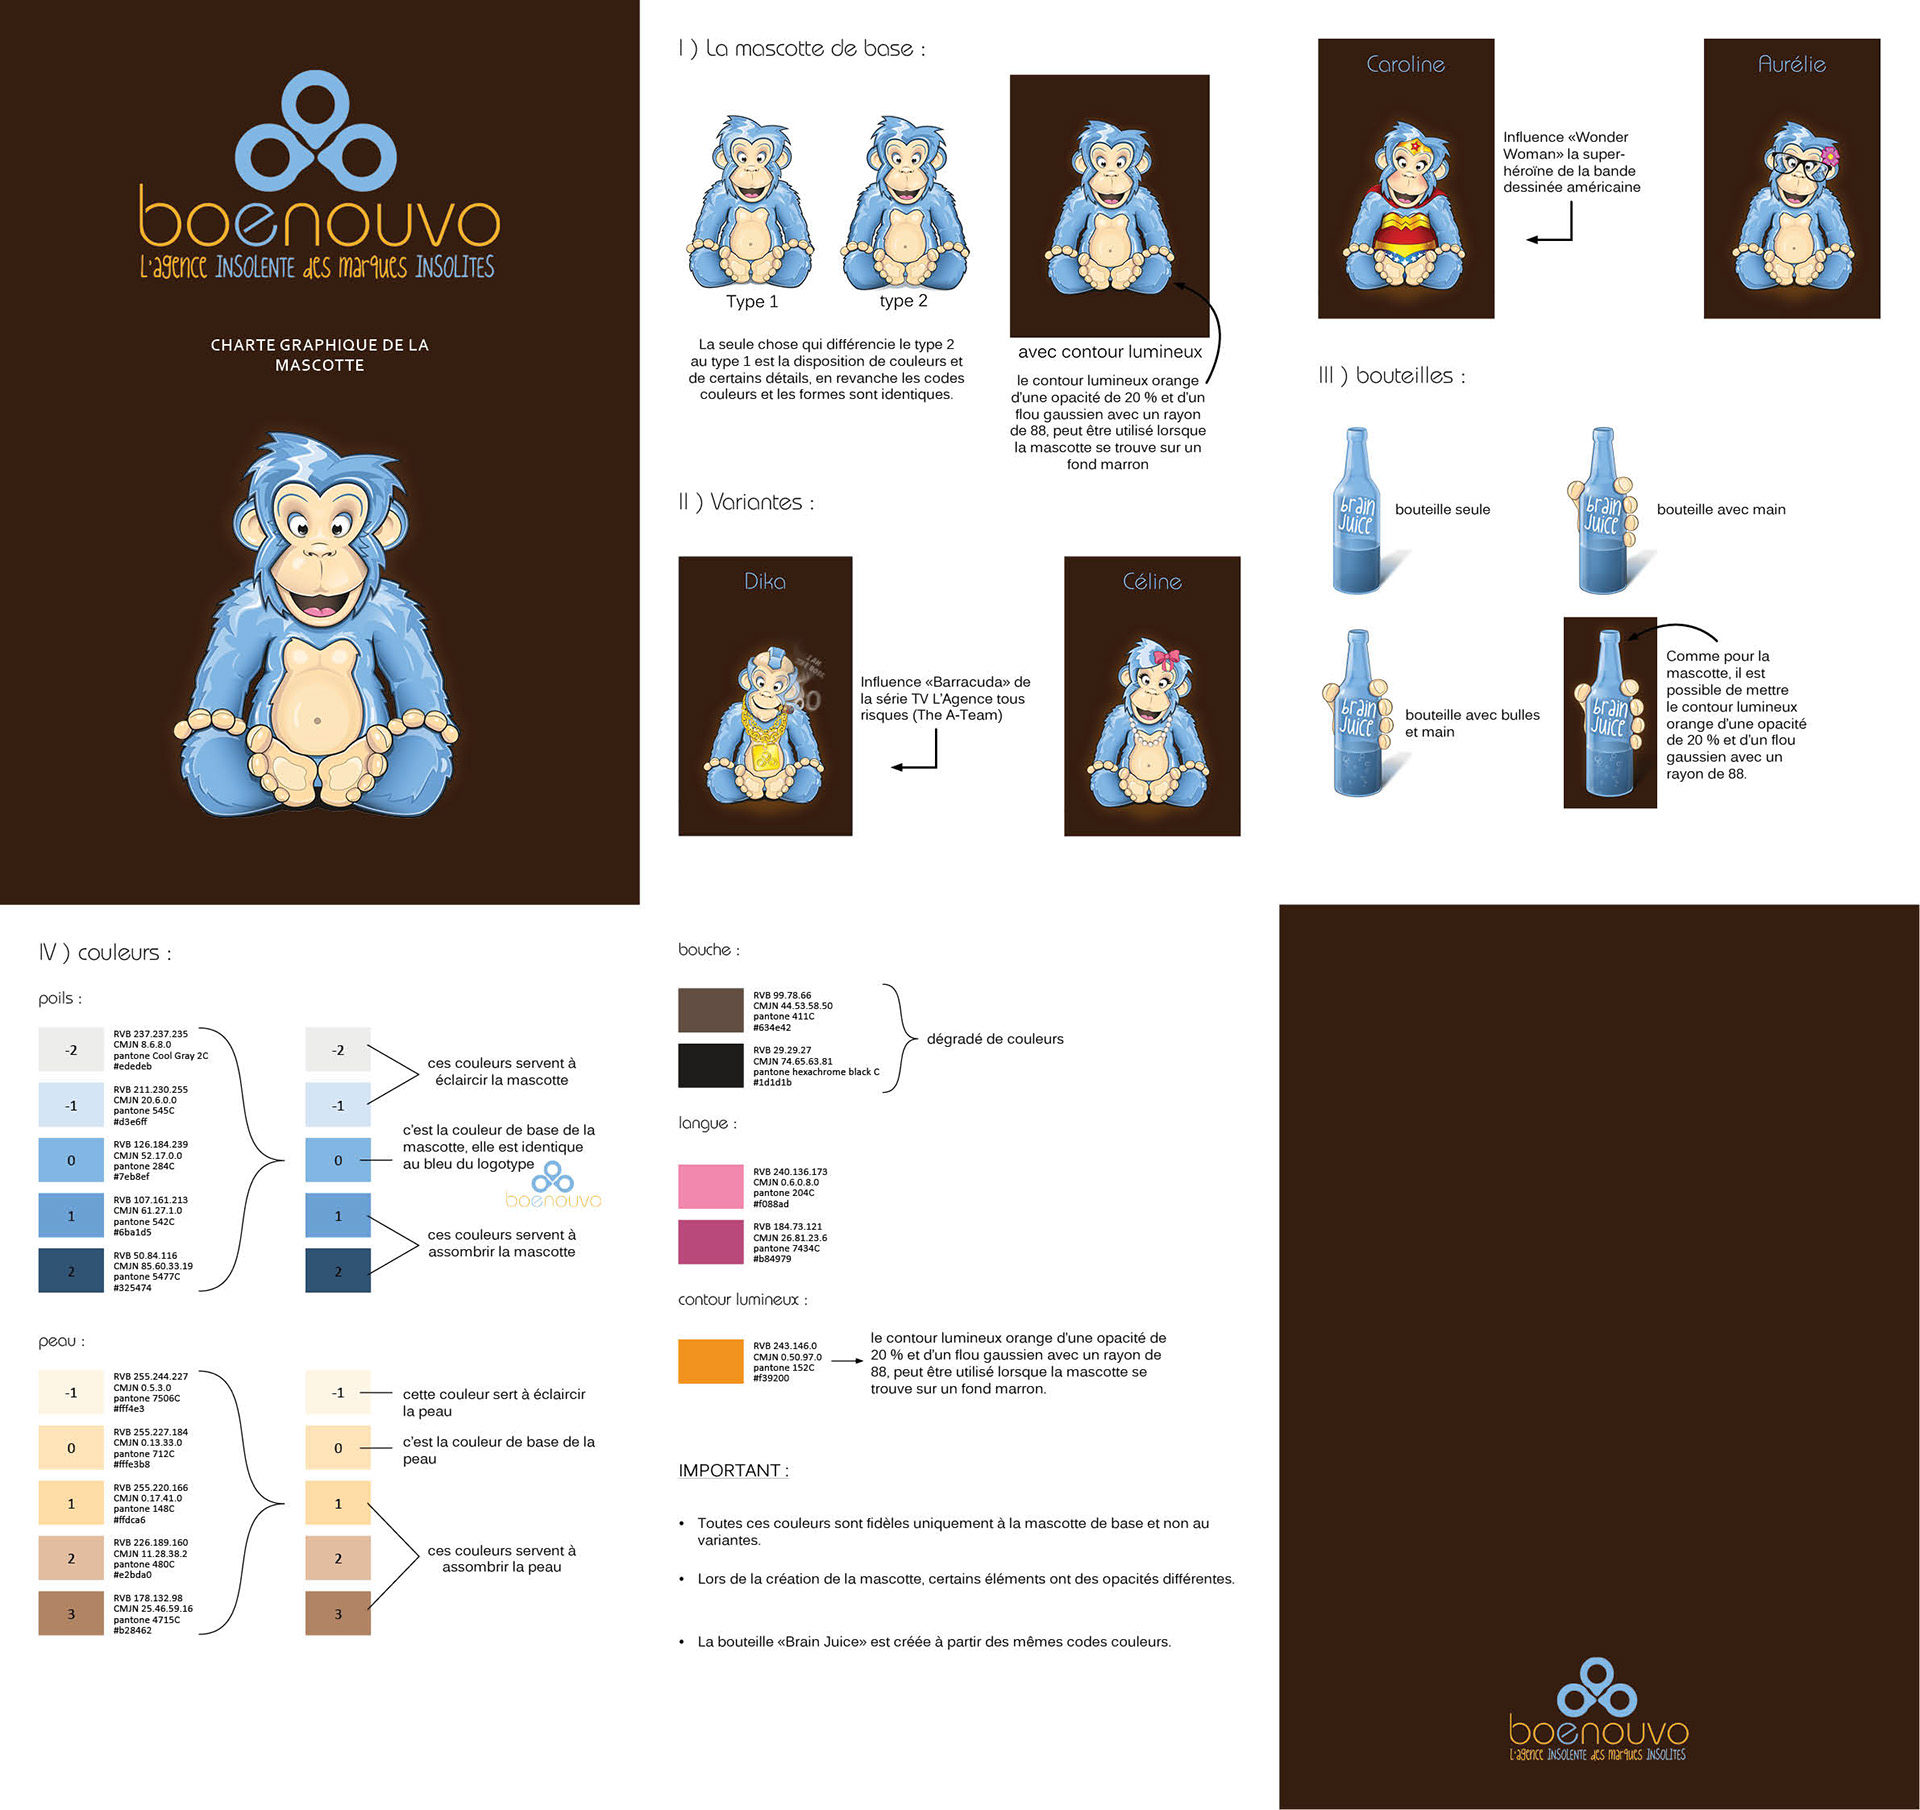 boenouvo
L'agence INSOLENTE des marques INSOLITES
CHARTE GRAPHIQUE DE LA
MASCOTTE
I ) La mascotte de base :
Type 1
type 2
La seule chose qui différencie le type 2
au type 1 est la disposition de couleurs et
de certains détails, en revanche les codes
couleurs et les formes sont identiques.
avec contour lumineux
le contour lumineux orange
d'une opacité de 20 % et d'un
flou gaussien avec un rayon
de 88, peut être utilisé lorsque
la mascotte se trouve sur un
fond marron
II ) Variantes :
Dika
I AM
Influence «Barracuda» de
la série TV L'Agence tous
risques (The A-Team)
Céline
Caroline
Influence «Wonder
Woman» la super-
héroïne de la bande
dessinée américaine
Aurélie
III ) bouteilles :
brain
juice
bouteille seule
brain
juice
bouteille avec main
brain
juice
bouteille avec bulles
et main
brain
juice
Comme pour la
mascotte, il est
possible de mettre
le contour lumineux
orange d'une opacité
de 20 % et d'un flou
gaussien avec un
rayon de 88.
IV ) couleurs :
poils :
-2
RVB 237.237.235
CMJN 8.6.8.0
pantone Cool Gray 2C
#ededeb
-1
RVB 211.230.255
CMJN 20.6.0.0
pantone 545C
#d3e6ff
0
RVB 126.184.239
CMJN 52.17.0.0
pantone 284C
#7eb8ef
1
RVB 107.161.213
CMJN 61.27.1.0
pantone 542C
#6ba1d5
2
RVB 50.84.116
CMJN 85.60.33.19
pantone 5477C
#325474
-2
-1
ces couleurs servent à
éclaircir la mascotte
0
c'est la couleur de base de la
mascotte, elle est identique
au bleu du logotype
boenouvo
1
2
ces couleurs servent à
assombrir la mascotte
peau :
-1
RVB 255.244.227
CMJN 0.5.3.0
pantone 7506C
#fff4e3
0
RVB 255.227.184
CMJN 0.13.33.0
pantone 712C
#fffe3b8
1
RVB 255.220.166
CMJN 0.17.41.0
pantone 148C
#ffdca6
2
RVB 226.189.160
CMJN 11.28.38.2
pantone 480C
#e2bda0
3
RVB 178.132.98
CMJN 25.46.59.16
pantone 4715C
#b28462
-1
cette couleur sert à éclaircir
la peau
0
c'est la couleur de base de la
peau
1
2
3
ces couleurs servent à
assombrir la peau
bouche :
RVB 99.78.66
CMJN 44.53.58.50
pantone 411C
#634e42
RVB 29.29.27
CMJN 74.65.63.81
pantone hexachrome black C
#1d1d1b
dégradé de couleurs
langue :
RVB 240.136.173
CMJN 0.6.0.8.0
pantone 204C
#f088ad
RVB 184.73.121
CMJN 26.81.23.6
pantone 7434C
#b84979
contour lumineux :
RVB 243.146.0
CMJN 0.50.97.0
pantone 152C
#f39200
le contour lumineux orange d'une opacité de
20 % et d'un flou gaussien avec un rayon de
88, peut être utilisé lorsque la mascotte se
trouve sur un fond marron.
IMPORTANT :
• Toutes ces couleurs sont fidèles uniquement à la mascotte de base et non au
variantes.
• Lors de la création de la mascotte, certains éléments ont des opacités différentes.
• La bouteille «Brain Juice» est créée à partir des mêmes codes couleurs.
boenouvo
L'agence INSOLENTE des marques INSOLITES